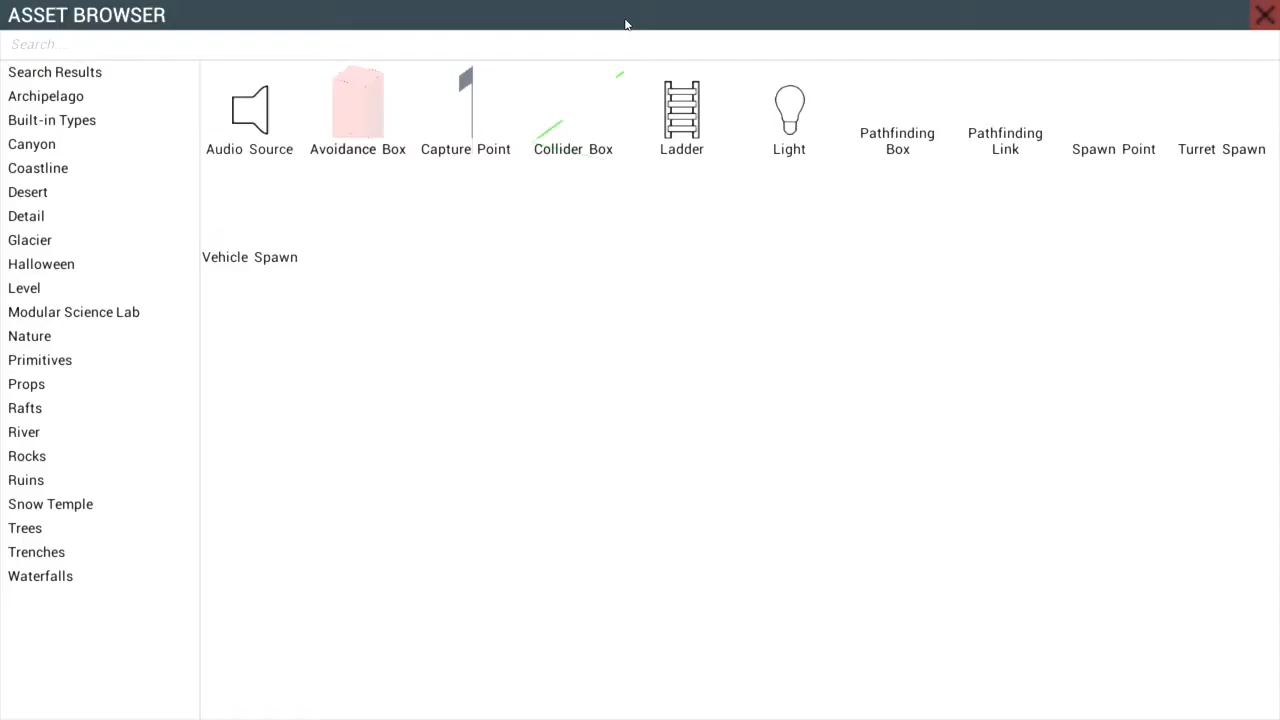 ASSET BROWSER
Search...
Search Results
Archipelago
Built-in Types
Canyon
Coastline
Desert
Detail
Glacier
Halloween
Level
Modular Science Lab
Nature
Primitives
Props
Rafts
River
Rocks
Ruins
Snow Temple
Trees
Trenches
Waterfalls
Audio Source
Avoidance Box
Capture Point
Collider Box
Ladder
Light
Pathfinding
Box
Pathfinding
Link
Spawn Point
Turret Spawn
Vehicle Spawn